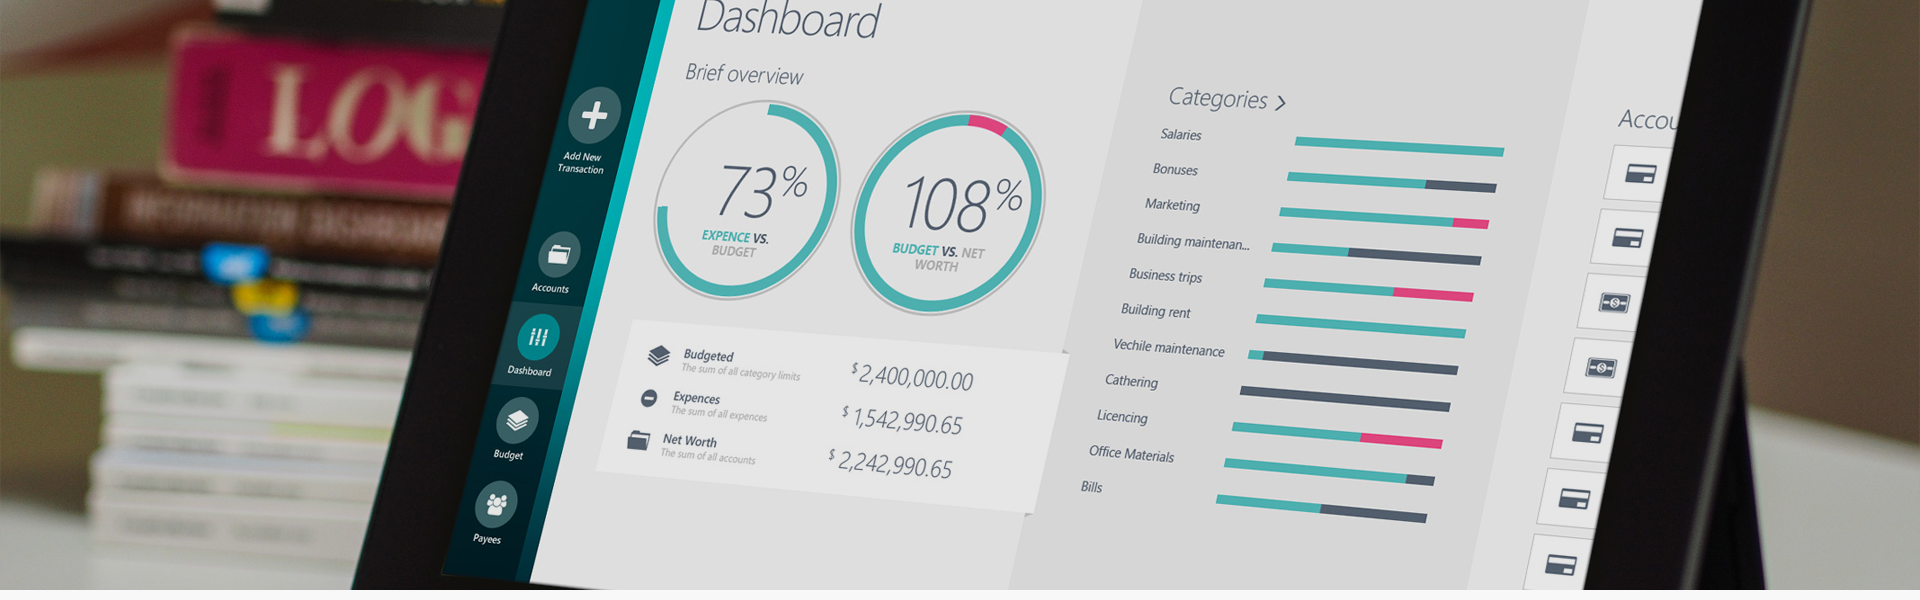 LOG
Add New
Transaction
Accounts
Dashboard
Budget
Payees
Dashboard
Brief overview
73%
EXPENCE VS.
BUDGET
108%
BUDGET VS. NET
WORTH
Budgeted
The sum of all category limits
$2,400,000.00
Expences
The sum of all expences
$1,542,990.65
Net Worth
The sum of all accounts
$2,242,990.65
Categories >
Salaries
Bonuses
Marketing
Building maintenan...
Business trips
Building rent
Vechile maintenance
Cathering
Licencing
Office Materials
Bills
Accou